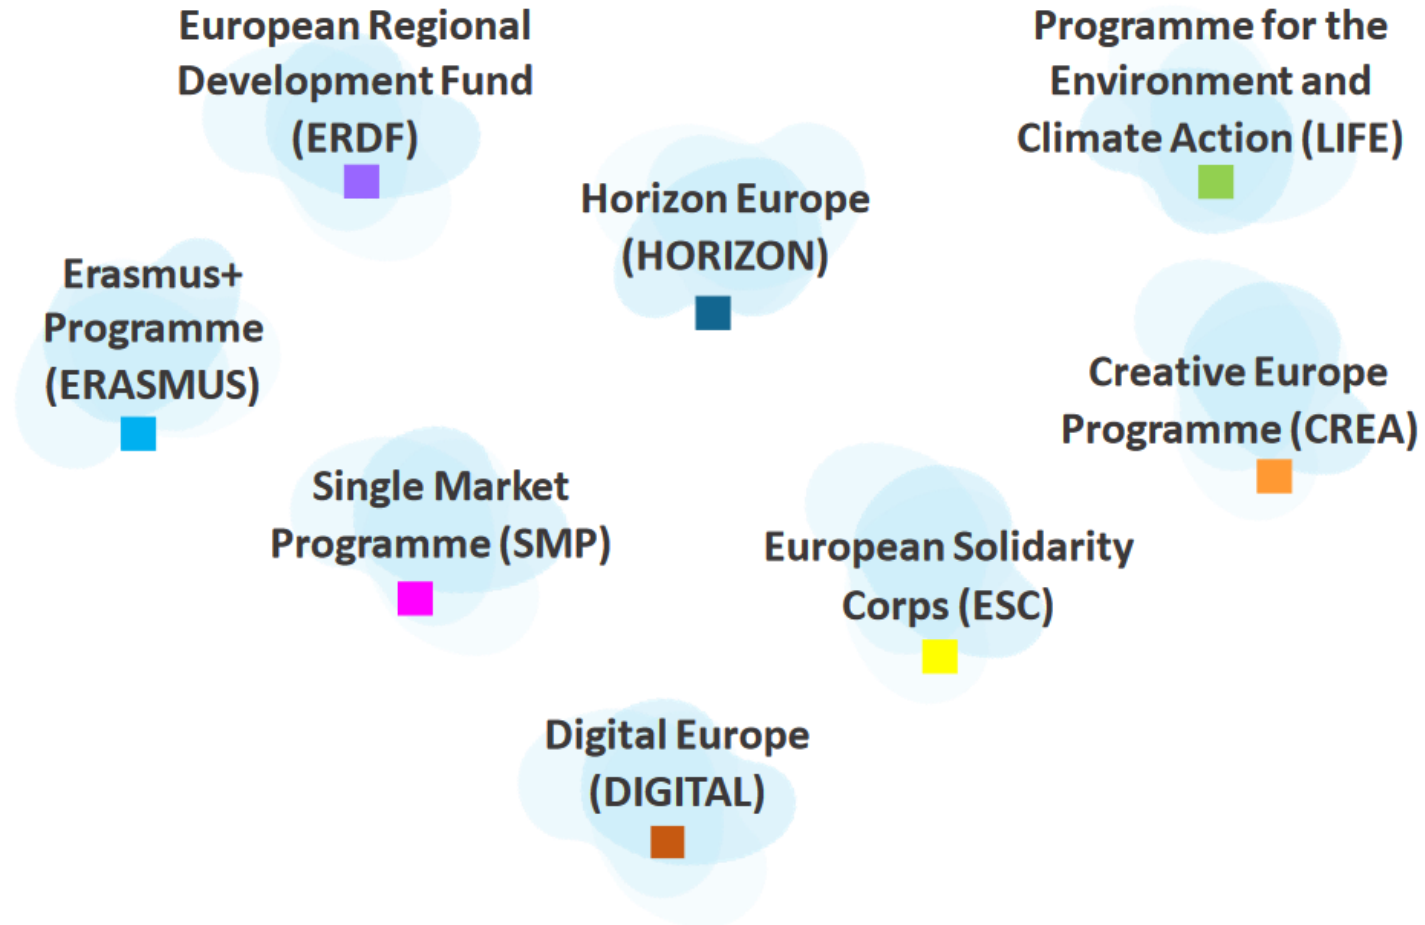 European Regional
Development Fund
(ERDF)
Programme for the
Environment and
Climate Action (LIFE)
Horizon Europe
(HORIZON)
Erasmus+
Programme
(ERASMUS)
Creative Europe
Programme (CREA)
Single Market
Programme (SMP)
European Solidarity
Corps (ESC)
Digital Europe
(DIGITAL)